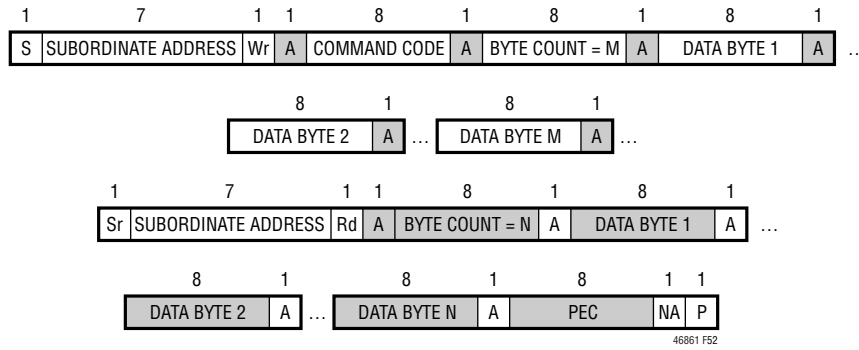 1 7 1 1 8 1 8 1 8 1
S SUBORDINATE ADDRESS Wr A COMMAND CODE A BYTE COUNT = M A DATA BYTE 1 A …
8 1 8 1
DATA BYTE 2 A … DATA BYTE M A …
1 7 1 1 8 1 8 1
Sr SUBORDINATE ADDRESS Rd A BYTE COUNT = N A DATA BYTE 1 A …
8 1 8 1 8 1 1
DATA BYTE 2 A … DATA BYTE N A PEC NA P
46861 F52